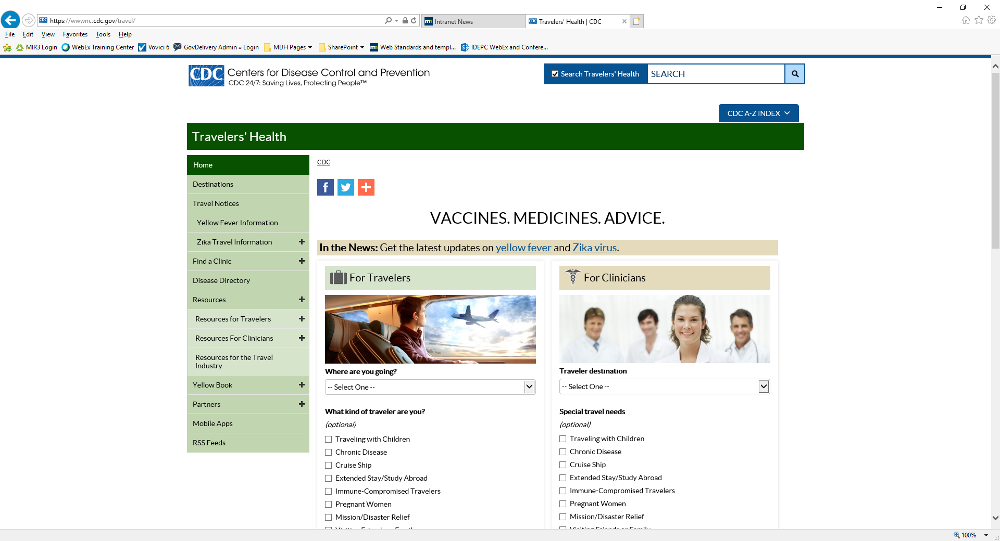 https://wwwnc.cdc.gov/travel/
Intranet News
Travelers' Health | CDC
File Edit View Favorites Tools Help
MIR3 Login WebEx Training Center Vovici 6 GovDelivery Admin » Login MDH Pages SharePoint Web Standards and templ... IDEPC WebEx and Confere...
CDC Centers for Disease Control and Prevention
CDC 24/7: Saving Lives, Protecting People™
Search Travelers' Health SEARCH
CDC A-Z INDEX
Travelers' Health
Home
Destinations
Travel Notices
Yellow Fever Information
Zika Travel Information
Find a Clinic
Disease Directory
Resources
Resources for Travelers
Resources For Clinicians
Resources for the Travel
Industry
Yellow Book
Partners
Mobile Apps
RSS Feeds
CDC
VACCINES. MEDICINES. ADVICE.
In the News: Get the latest updates on yellow fever and Zika virus.
For Travelers
Where are you going?
-- Select One --
What kind of traveler are you?
(optional)
Traveling with Children
Chronic Disease
Cruise Ship
Extended Stay/Study Abroad
Immune-Compromised Travelers
Pregnant Women
Mission/Disaster Relief
For Clinicians
Traveler destination
-- Select One --
Special travel needs
(optional)
Traveling with Children
Chronic Disease
Cruise Ship
Extended Stay/Study Abroad
Immune-Compromised Travelers
Pregnant Women
Mission/Disaster Relief
Visiting Friends or Family
100%